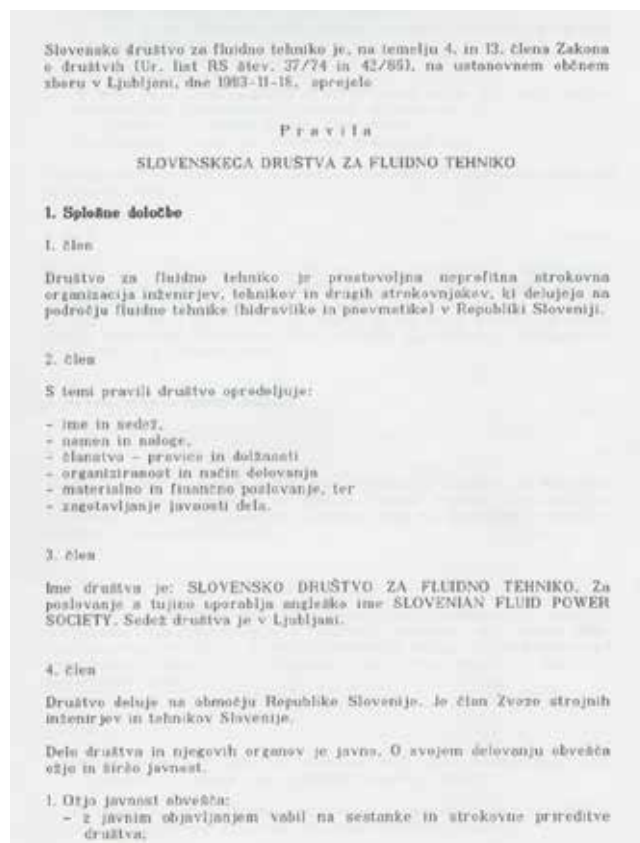 Slovensko društvo za fluidno tehniko je, na temelju 4. in 13. člena Zakona
o društvih (Ur. list RS štev. 37/74 in 42/86), na ustanovnem občnem
zboru v Ljubljani, dne 1993-11-18, sprejelo
Pravila
SLOVENSKEGA DRUŠTVA ZA FLUIDNO TEHNIKO
1. Splošne določbe
1. člen
Društvo za fluidno tehniko je prostovoljna neprofitna strokovna
organizacija inženirjev, tehnikov in drugih strokovnjakov, ki delujejo na
področju fluidne tehnike (hidravlike in pnevmatike) v Republiki Sloveniji.
2. člen
S temi pravili društvo opredeljuje:
- ime in sedež,
- namen in naloge,
- članstvo - pravice in dolžnosti
- organiziranost in način delovanja
- materialno in finančno poslovanje, ter
- zagotavljanje javnosti dela.
3. člen
Ime društva je: SLOVENSKO DRUŠTVO ZA FLUIDNO TEHNIKO. Za
poslovanje s tujino uporablja angleško ime SLOVENIAN FLUID POWER
SOCIETY. Sedež društva je v Ljubljani.
4. člen
Društvo deluje na območju Republike Slovenije. Je član Zveze strojnih
inženirjev in tehnikov Slovenije.
Delo društva in njegovih organov je javno. O svojem delovanju obvešča
ožjo in širšo javnost.
1. Ožjo javnost obvešča:
- z javnim objavljanjem vabil na sestanke in strokovne prireditve
društva,